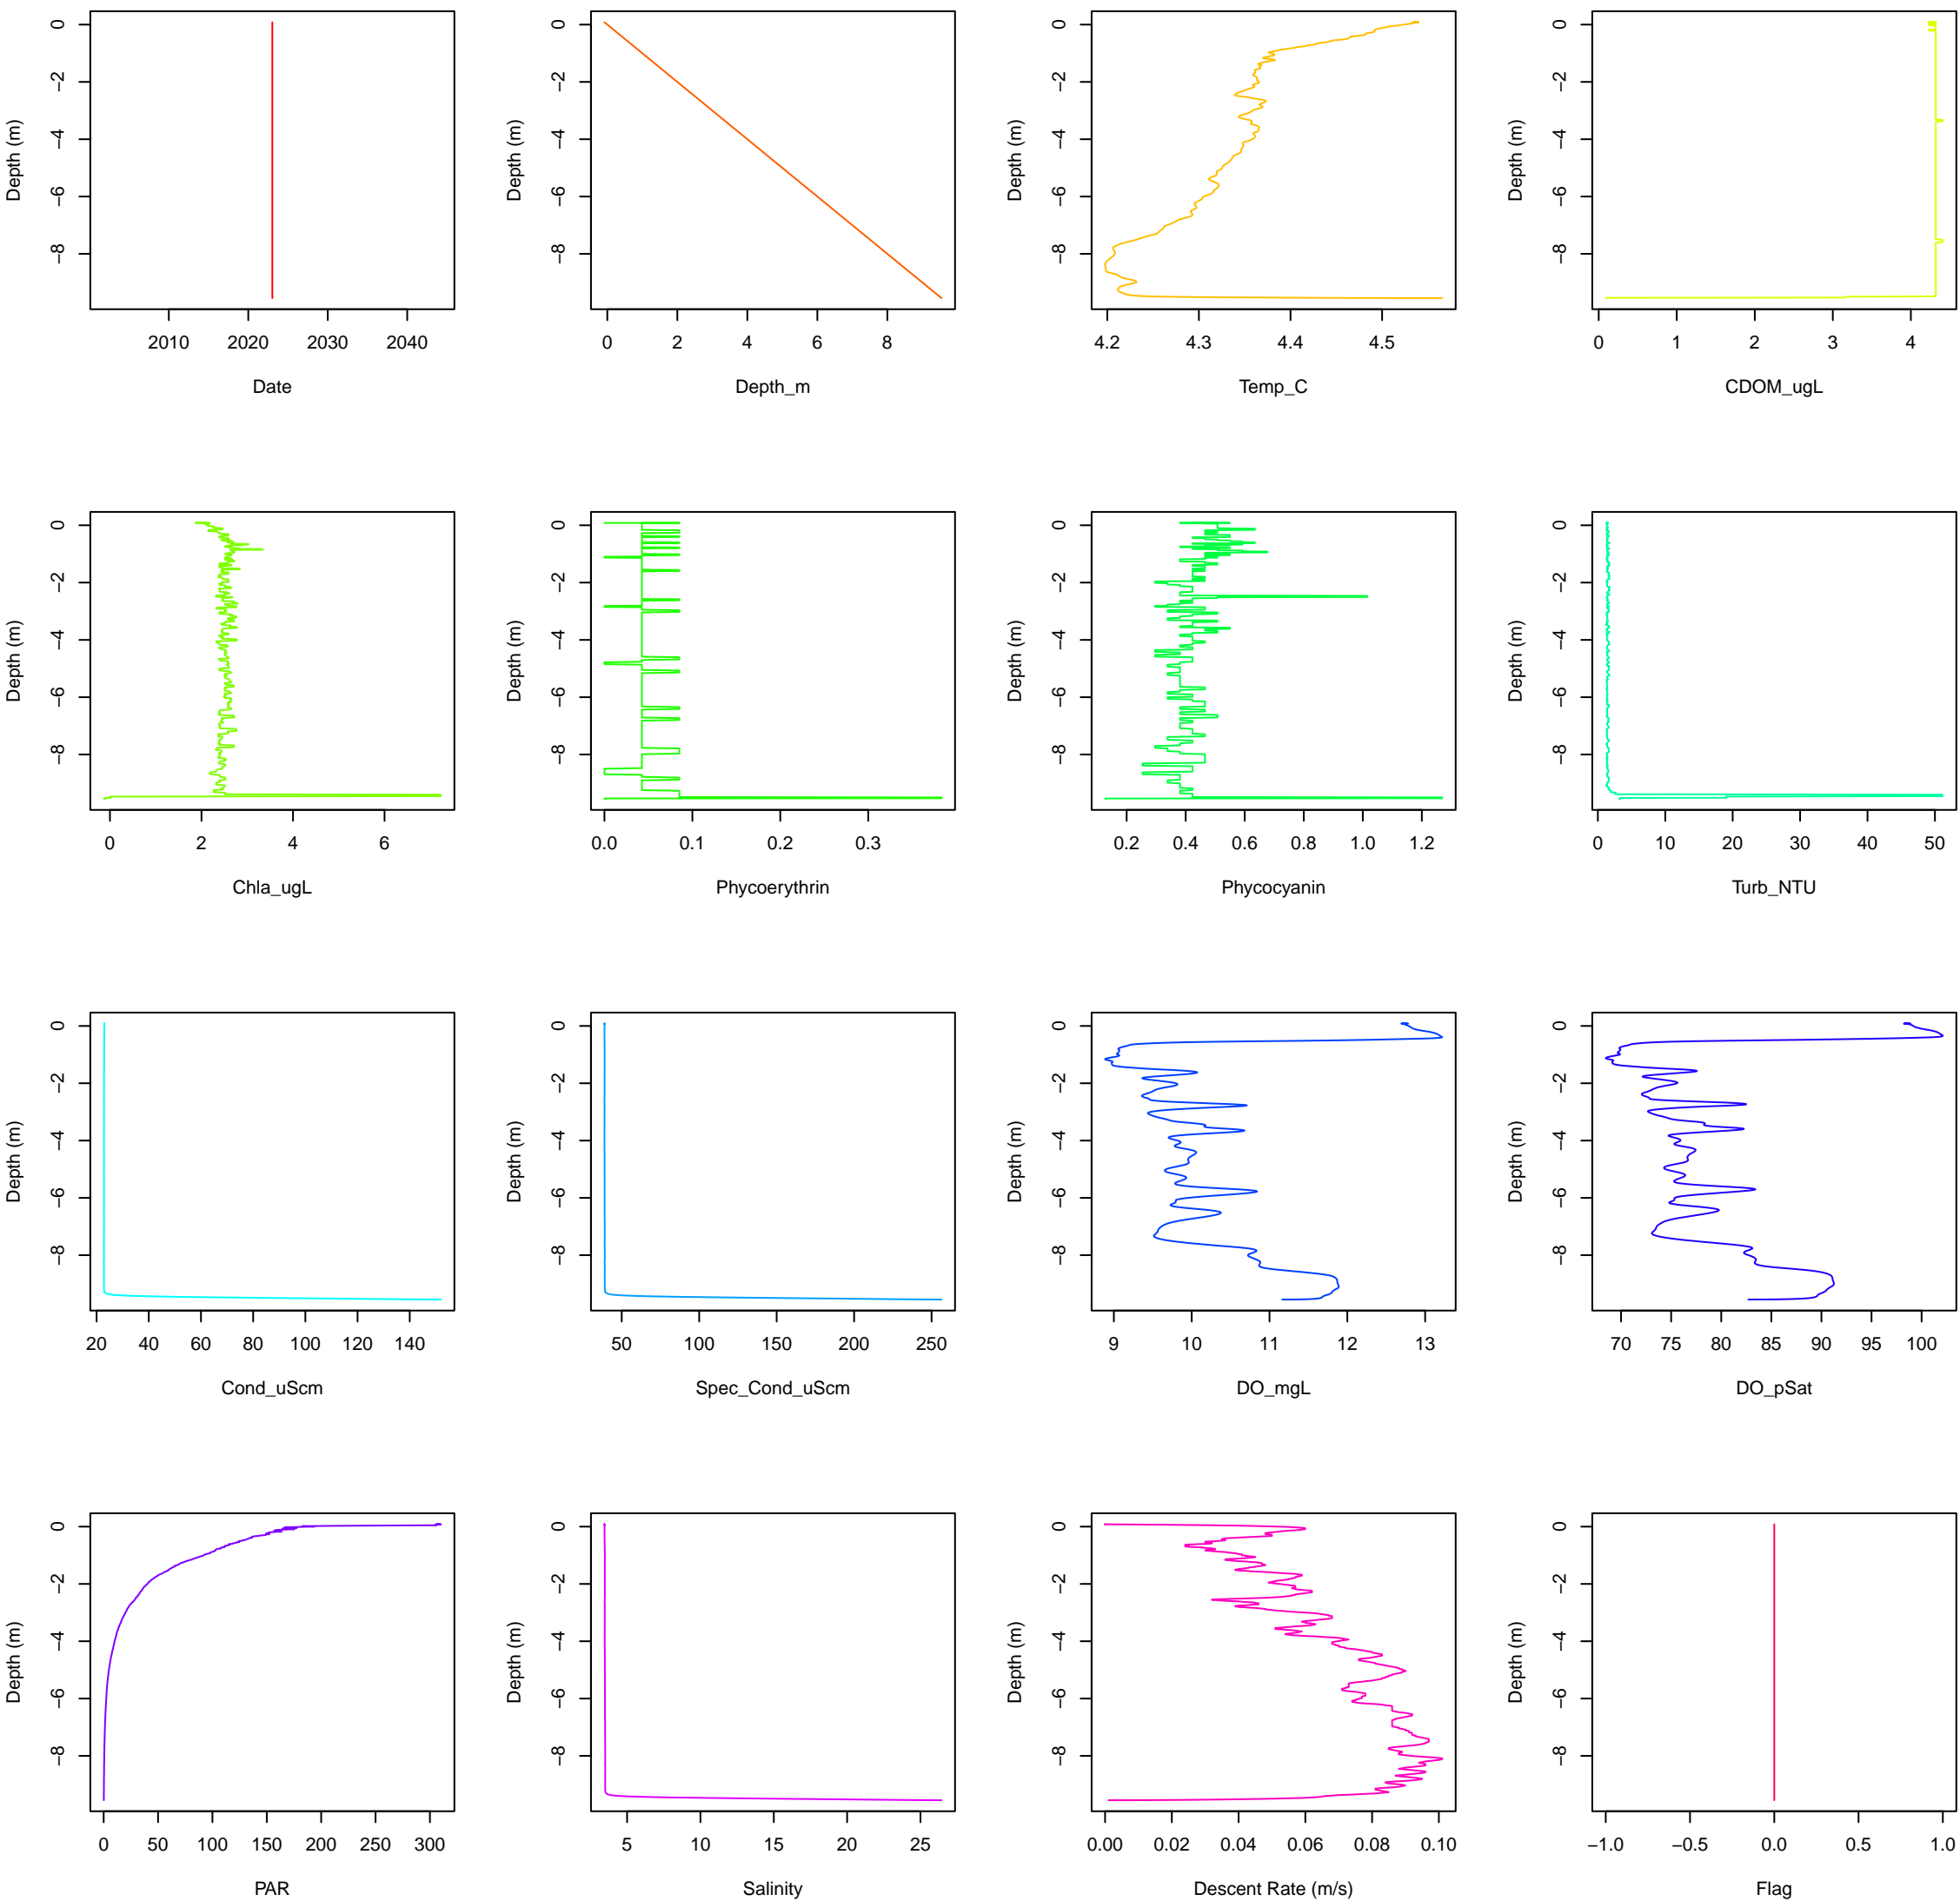 Depth (m) Depth (m) Depth (m) Depth (m)
0 0 0 0
−2 −2 −2 −2
−4 −4 −4 −4
−6 −6 −6 −6
−8 −8 −8 −8
2010 2020 2030 2040 0 2 4 6 8 4.2 4.3 4.4 4.5 0 1 2 3 4
Date Depth_m Temp_C CDOM_ugL
Depth (m) Depth (m) Depth (m) Depth (m)
0 0 0 0
−2 −2 −2 −2
−4 −4 −4 −4
−6 −6 −6 −6
−8 −8 −8 −8
0 2 4 6 0.0 0.1 0.2 0.3 0.2 0.4 0.6 0.8 1.0 1.2 0 10 20 30 40 50
Chla_ugL Phycoerythrin Phycocyanin Turb_NTU
Depth (m) Depth (m) Depth (m) Depth (m)
0 0 0 0
−2 −2 −2 −2
−4 −4 −4 −4
−6 −6 −6 −6
−8 −8 −8 −8
20 40 60 80 100 120 140 50 100 150 200 250 9 10 11 12 13 70 75 80 85 90 95 100
Cond_uScm Spec_Cond_uScm DO_mgL DO_pSat
Depth (m) Depth (m) Depth (m) Depth (m)
0 0 0 0
−2 −2 −2 −2
−4 −4 −4 −4
−6 −6 −6 −6
−8 −8 −8 −8
0 50 100 150 200 250 300 5 10 15 20 25 0.00 0.02 0.04 0.06 0.08 0.10 −1.0 −0.5 0.0 0.5 1.0
PAR Salinity Descent Rate (m/s) Flag